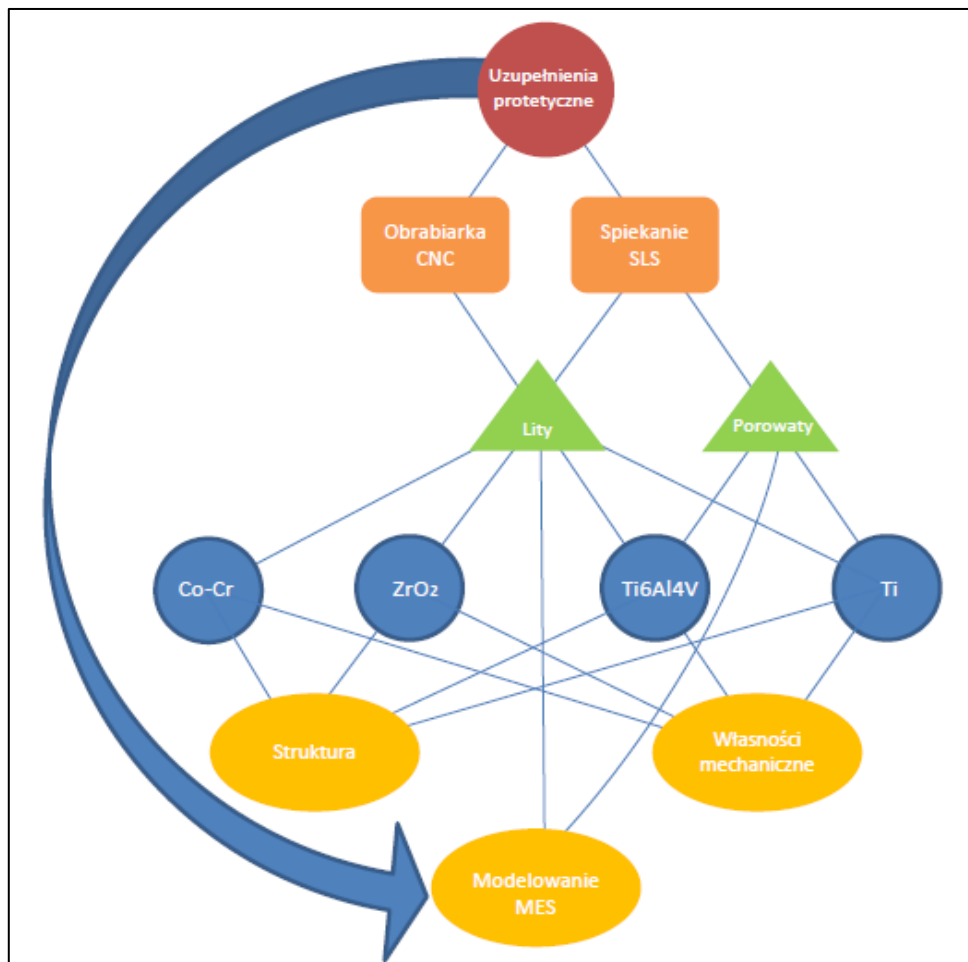 Uzupełnienia
protetyczne
Obrabiarka
CNC
Spiekanie
SLS
Lity
Porowaty
Co-Cr
ZrO₂
Ti6Al4V
Ti
Struktura
Własności
mechaniczne
Modelowanie
MES